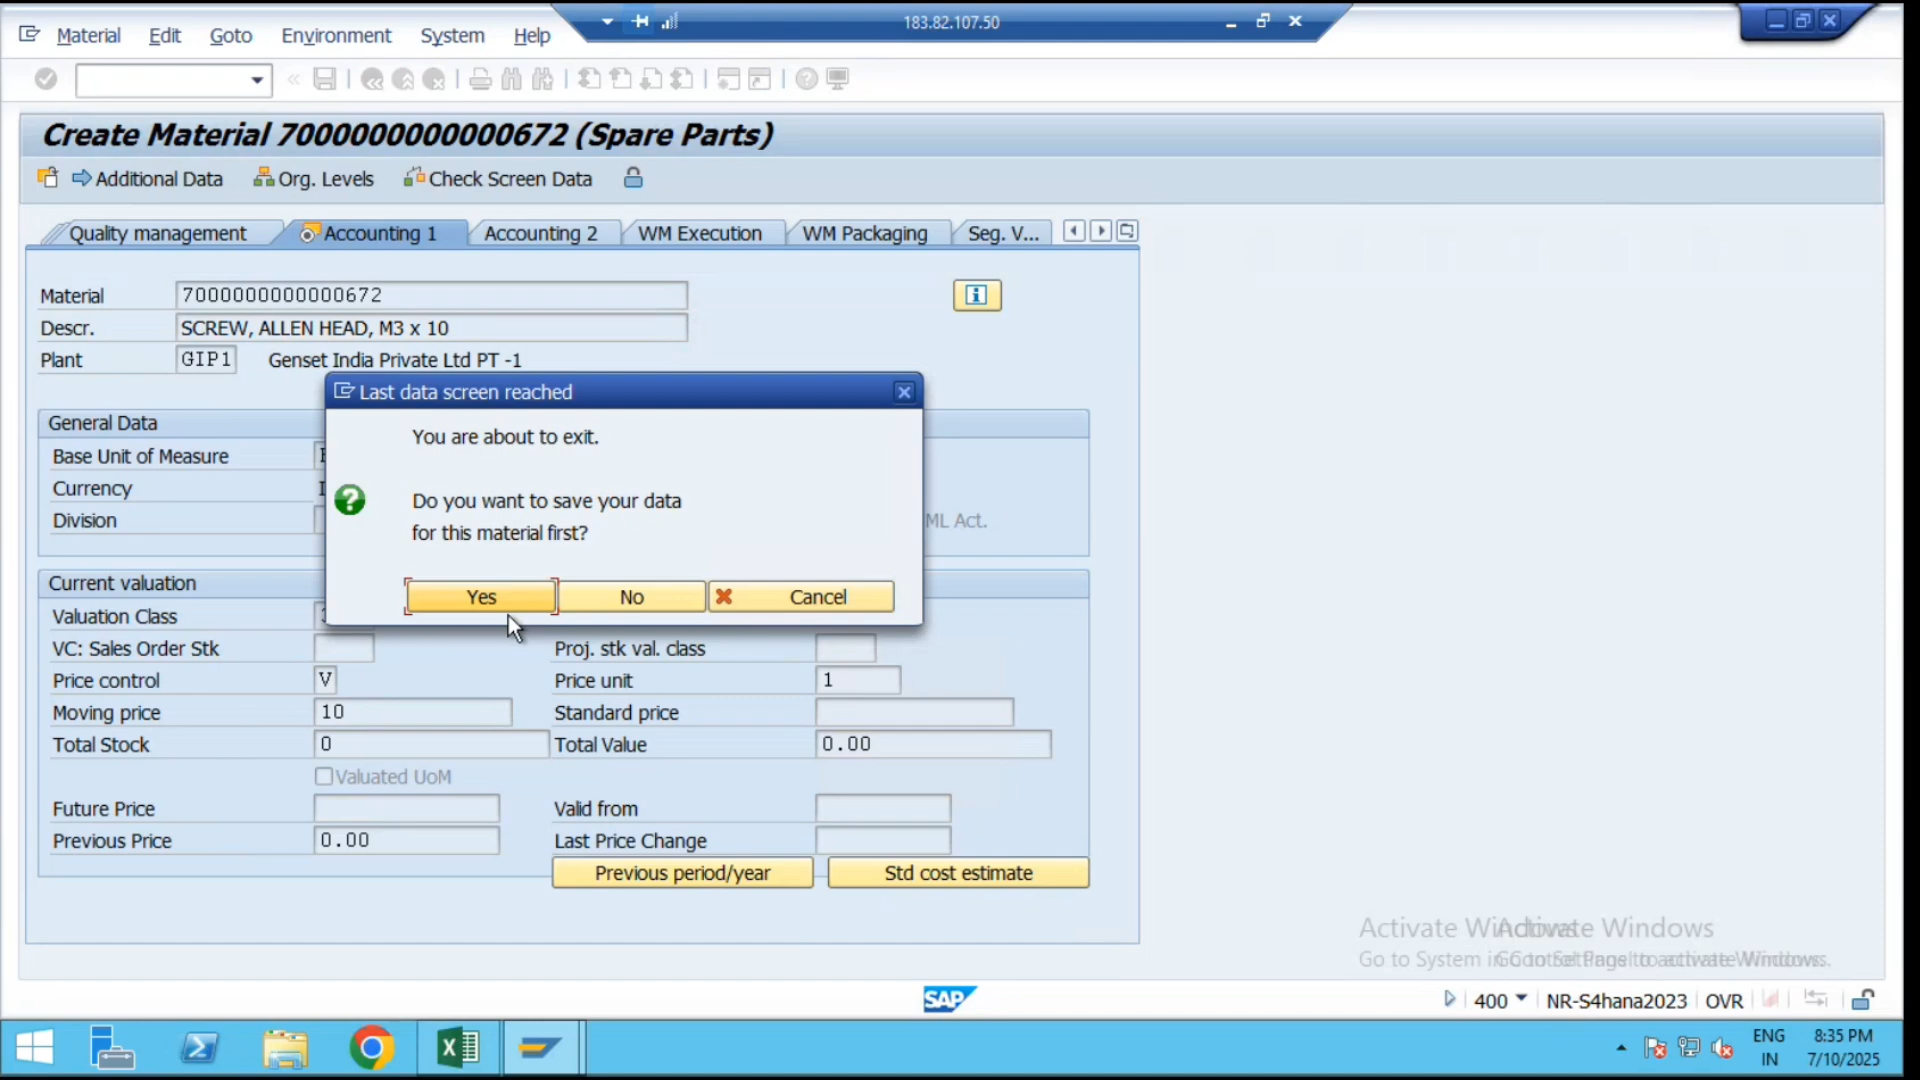 183.82.107.50
Material Edit Goto Environment System Help
Create Material 7000000000000672 (Spare Parts)
Additional Data Org. Levels Check Screen Data
Quality management Accounting 1 Accounting 2 WM Execution WM Packaging Seg. V...
Material 7000000000000672
Descr. SCREW, ALLEN HEAD, M3 x 10
Plant GIP1 Genset India Private Ltd PT -1
Last data screen reached
You are about to exit.
Do you want to save your data
for this material first?
Yes No Cancel
General Data
Base Unit of Measure
Currency
Division ML Act.
Current valuation
Valuation Class
VC: Sales Order Stk Proj. stk val. class
Price control V Price unit 1
Moving price 10 Standard price
Total Stock 0 Total Value 0.00
Valuated UoM
Future Price Valid from
Previous Price 0.00 Last Price Change
Previous period/year Std cost estimate
Activate Windows
SAP 400 NR-S4hana2023 OVR
ENG 8:35 PM
IN 7/10/2025